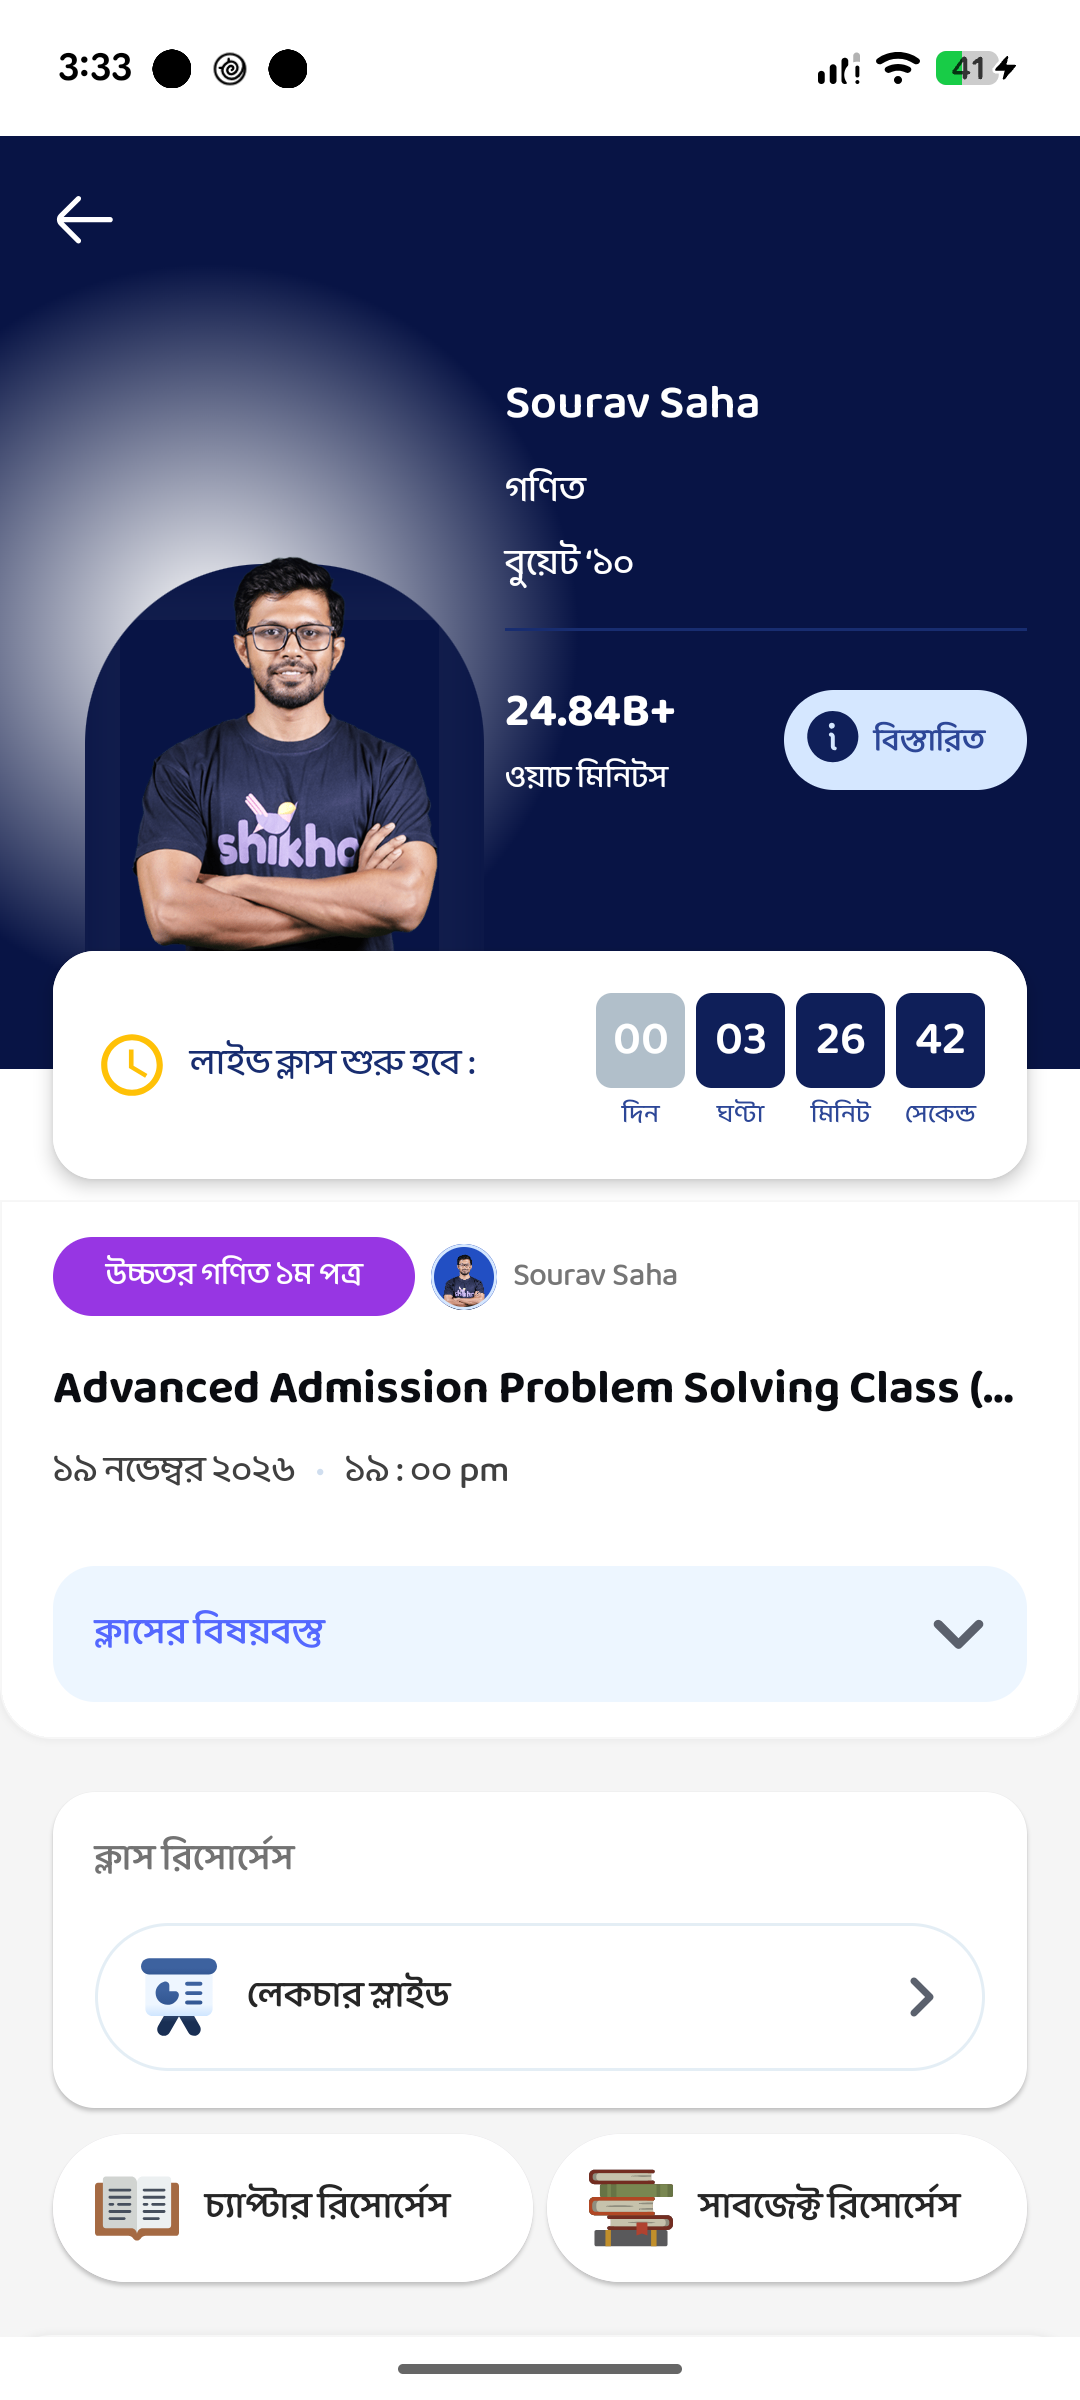 3:33
41
Sourav Saha
গণিত
বুয়েট ‘১০
24.84B+
ওয়াচ মিনিটস
বিস্তারিত
shikho
লাইভ ক্লাস শুরু হবে :
00 03 26 42
দিন ঘণ্টা মিনিট সেকেন্ড
উচ্চতর গণিত ১ম পত্র
Sourav Saha
Advanced Admission Problem Solving Class (...
১৯ নভেম্বর ২০২৬ • ১৯ : ০০ pm
ক্লাসের বিষয়বস্তু
ক্লাস রিসোর্সেস
লেকচার স্লাইড
চ্যাপ্টার রিসোর্সেস
সাবজেক্ট রিসোর্সেস